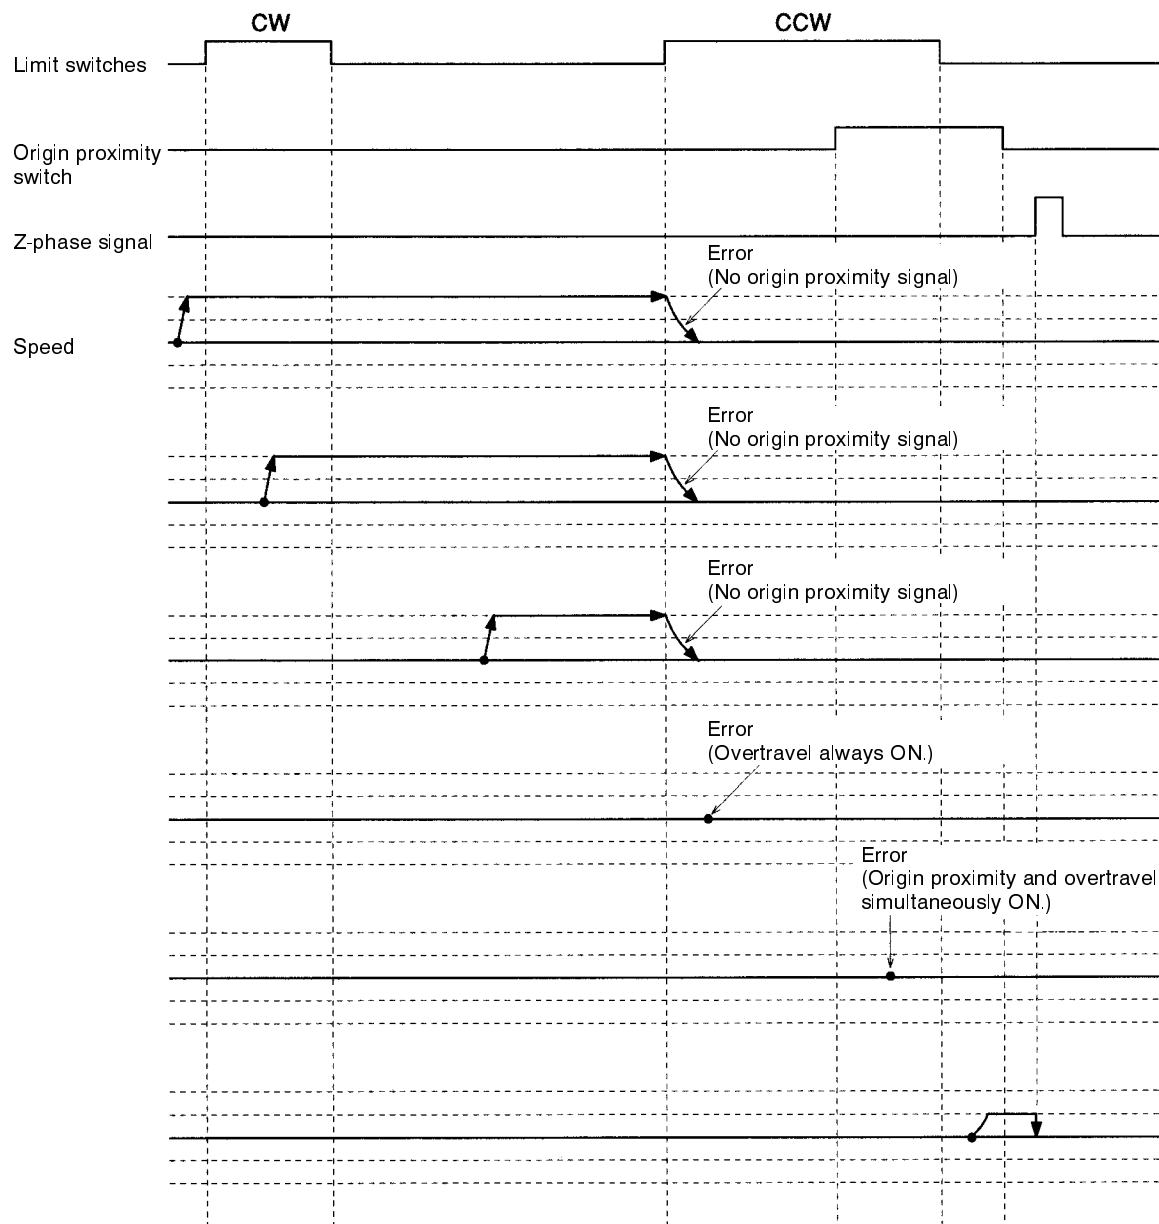 CW
CCW
Limit switches
Origin proximity
switch
Z-phase signal
Error
(No origin proximity signal)
Speed
Error
(No origin proximity signal)
Error
(No origin proximity signal)
Error
(Overtravel always ON.)
Error
(Origin proximity and overtravel
simultaneously ON.)